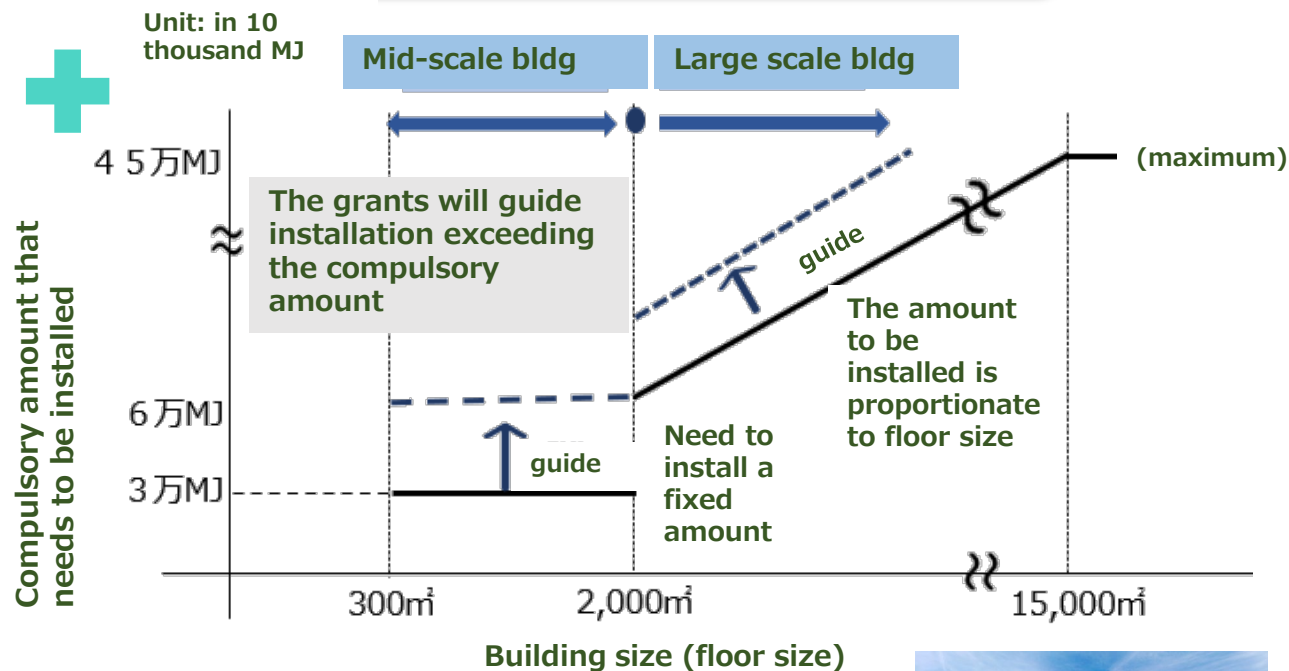 Unit: in 10
thousand MJ
Mid-scale bldg
Large scale bldg
４５万MJ
(maximum)
The grants will guide
installation exceeding
the compulsory
amount
guide
The amount
to be
installed is
proportionate
to floor size
Compulsory amount that
needs to be installed
6万MJ
guide
Need to
install a
fixed
amount
3万MJ
300㎡
2,000㎡
15,000㎡
Building size (floor size)